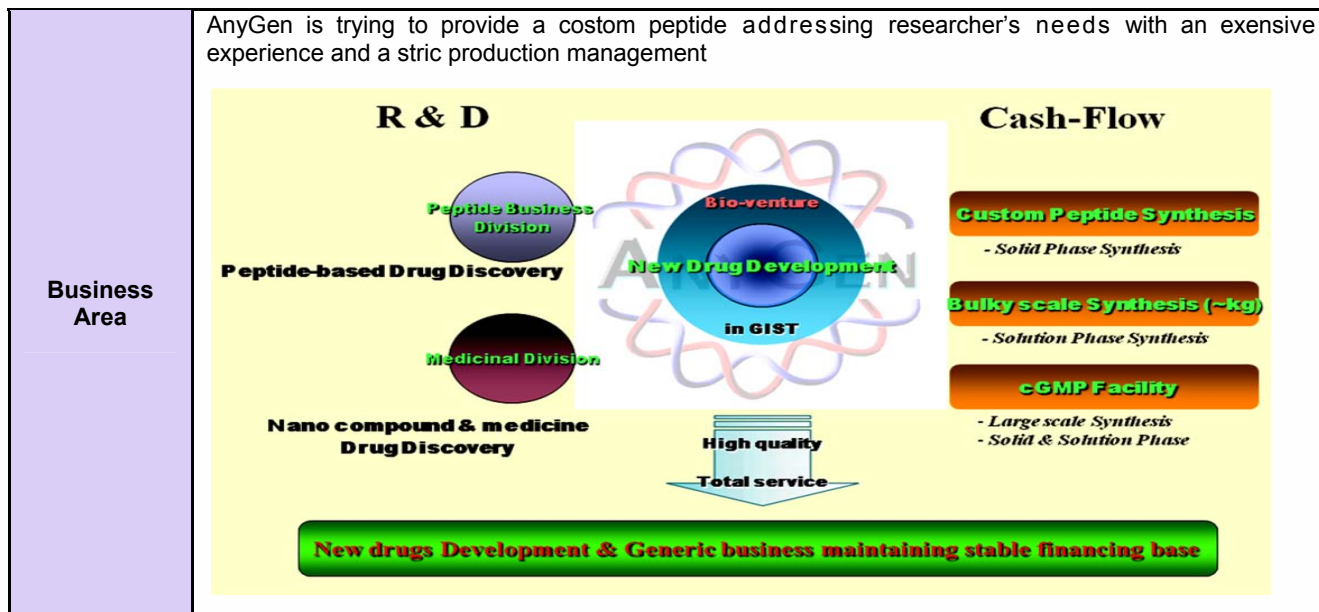 AnyGen is trying to provide a costom peptide addressing researcher's needs with an exensive
experience and a stric production management
Business
Area
R & D
Cash-Flow
Peptide Business
Division
Peptide-based Drug Discovery
Medicinal Division
Nano compound & medicine
Drug Discovery
Bio-venture
ANYGEN
New Drug Development
in GIST
Custom Peptide Synthesis
- Solid Phase Synthesis
Bulky scale Synthesis (~kg)
- Solution Phase Synthesis
cGMP Facility
- Large scale Synthesis
- Solid & Solution Phase
High quality
Total service
New drugs Development & Generic business maintaining stable financing base